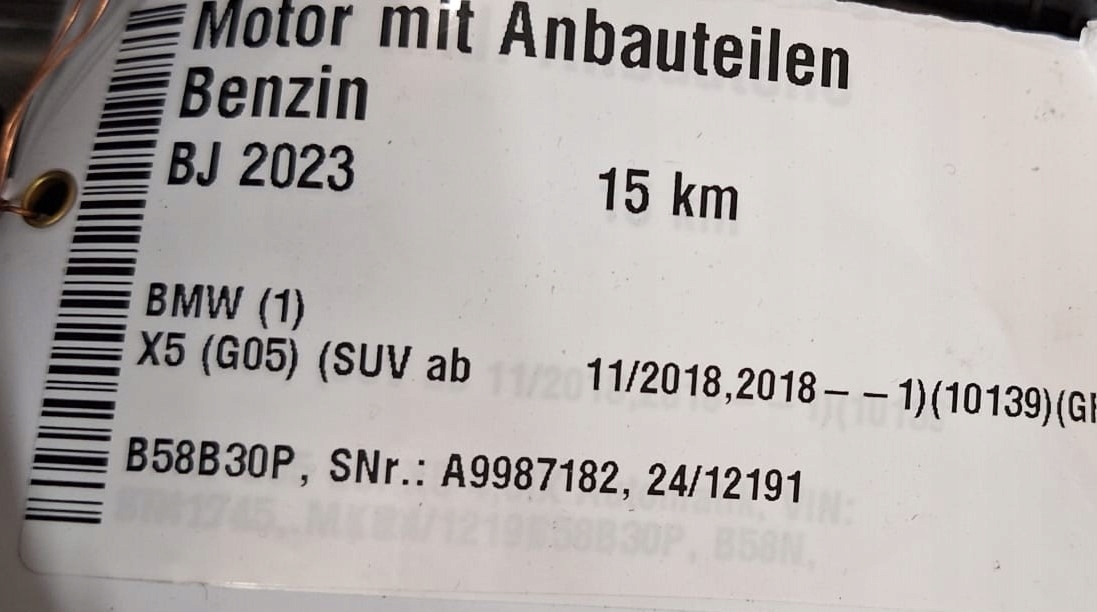 Motor mit Anbauteilen
Benzin
BJ 2023 15 km
BMW (1)
X5 (G05) (SUV ab 11/2018,2018– – 1)(10139)(G
B58B30P, SNr.: A9987182, 24/12191